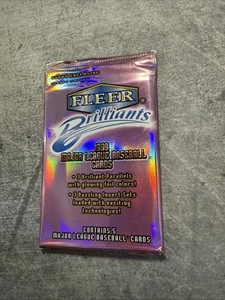 FLEER®
Brilliants
1998
MAJOR LEAGUE BASEBALL
CARDS
• 3 Brilliant Parallels
with glowing foil colors!
• 3 Dazzling Insert Sets
loaded with exciting
technologies!
CONTAINS 5
MAJOR LEAGUE BASEBALL CARDS